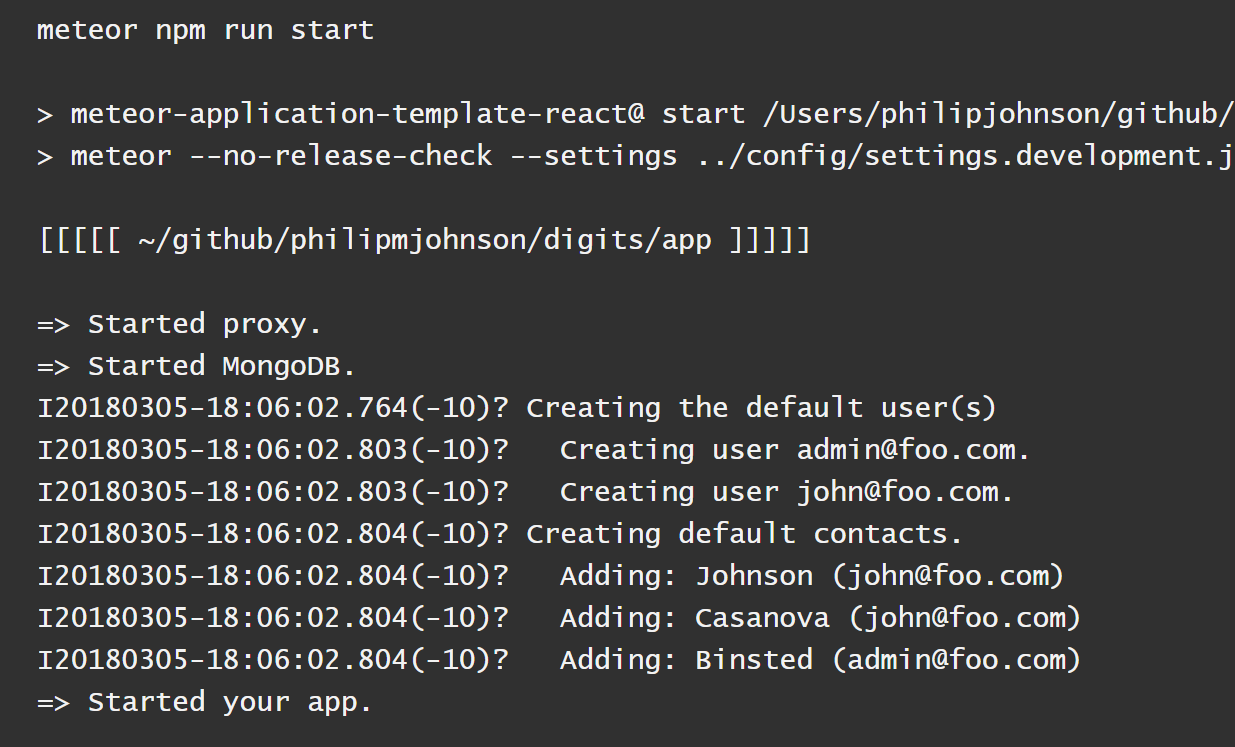 meteor npm run start
> meteor-application-template-react@ start /Users/philipjohnson/github/
> meteor --no-release-check --settings ../config/settings.development.j
[[[[[ ~/github/philipmjohnson/digits/app ]]]]]
=> Started proxy.
=> Started MongoDB.
I20180305-18:06:02.764(-10)? Creating the default user(s)
I20180305-18:06:02.803(-10)?   Creating user admin@foo.com.
I20180305-18:06:02.803(-10)?   Creating user john@foo.com.
I20180305-18:06:02.804(-10)? Creating default contacts.
I20180305-18:06:02.804(-10)?   Adding: Johnson (john@foo.com)
I20180305-18:06:02.804(-10)?   Adding: Casanova (john@foo.com)
I20180305-18:06:02.804(-10)?   Adding: Binsted (admin@foo.com)
=> Started your app.